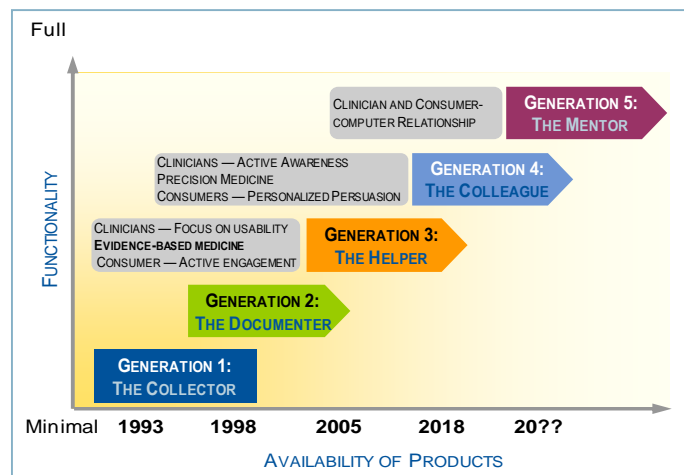 Full
CLINICIAN AND CONSUMER-
COMPUTER RELATIONSHIP
GENERATION 5:
THE MENTOR
CLINICIANS — ACTIVE AWARENESS
PRECISION MEDICINE
CONSUMERS — PERSONALIZED PERSUASION
GENERATION 4:
THE COLLEAGUE
CLINICIANS — FOCUS ON USABILITY
EVIDENCE-BASED MEDICINE
CONSUMER — ACTIVE ENGAGEMENT
GENERATION 3:
THE HELPER
FUNCTIONALITY
GENERATION 2:
THE DOCUMENTER
GENERATION 1:
THE COLLECTOR
Minimal 1993 1998 2005 2018 20??
AVAILABILITY OF PRODUCTS